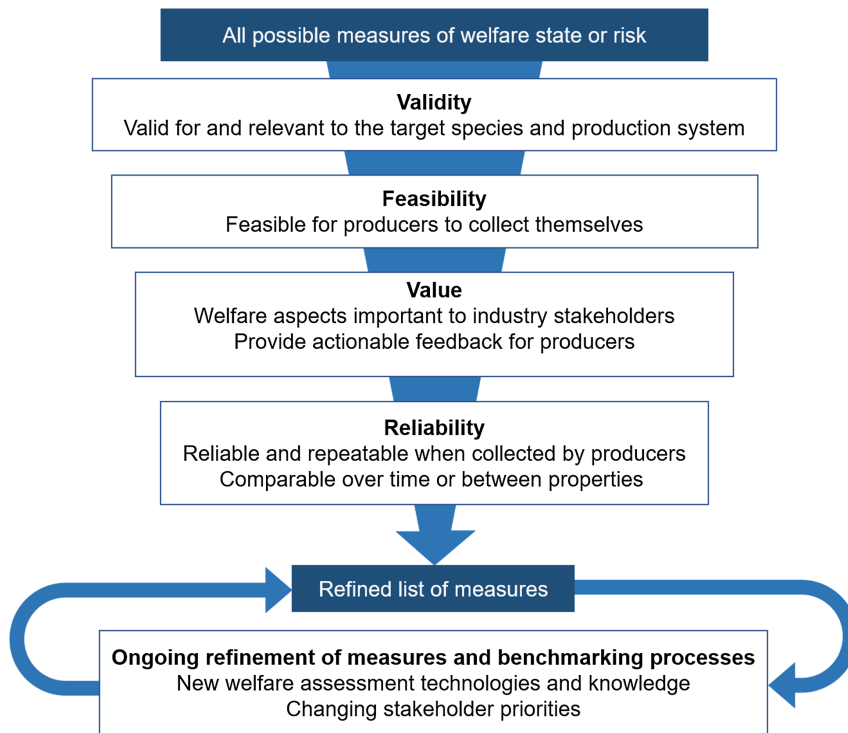 All possible measures of welfare state or risk
Validity
Valid for and relevant to the target species and production system
Feasibility
Feasible for producers to collect themselves
Value
Welfare aspects important to industry stakeholders
Provide actionable feedback for producers
Reliability
Reliable and repeatable when collected by producers
Comparable over time or between properties
Refined list of measures
Ongoing refinement of measures and benchmarking processes
New welfare assessment technologies and knowledge
Changing stakeholder priorities